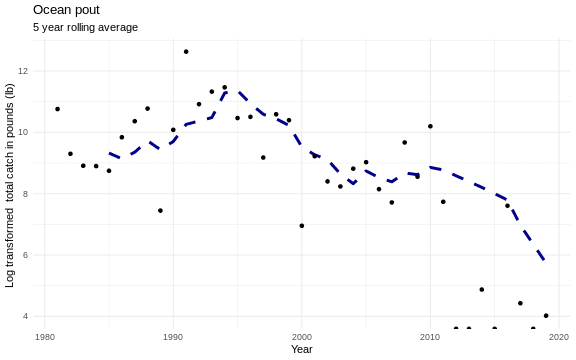 Ocean pout
5 year rolling average
Log transformed  total catch in pounds (lb)
12
10
8
6
4
1980 1990 2000 2010 2020
Year